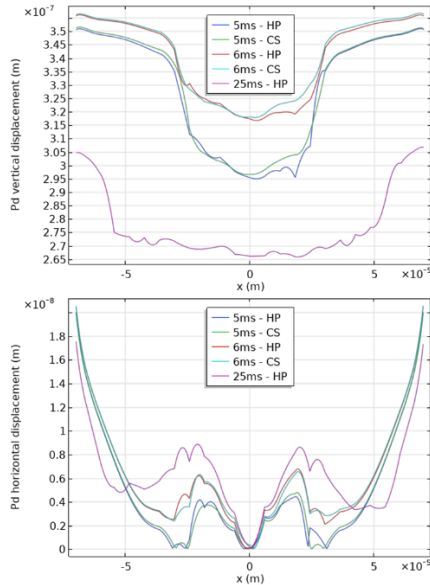 ×10⁻⁷
3.5
3.45
3.4
3.35
3.3
3.25
3.2
3.15
3.1
3.05
3
2.95
2.9
2.85
2.8
2.75
2.7
2.65
Pd vertical displacement (m)
5ms - HP
5ms - CS
6ms - HP
6ms - CS
25ms - HP
-5
0
5
×10⁻⁵
x (m)
×10⁻⁸
1.8
1.6
1.4
1.2
1
0.8
0.6
0.4
0.2
0
Pd horizontal displacement (m)
5ms - HP
5ms - CS
6ms - HP
6ms - CS
25ms - HP
-5
0
5
×10⁻⁵
x (m)